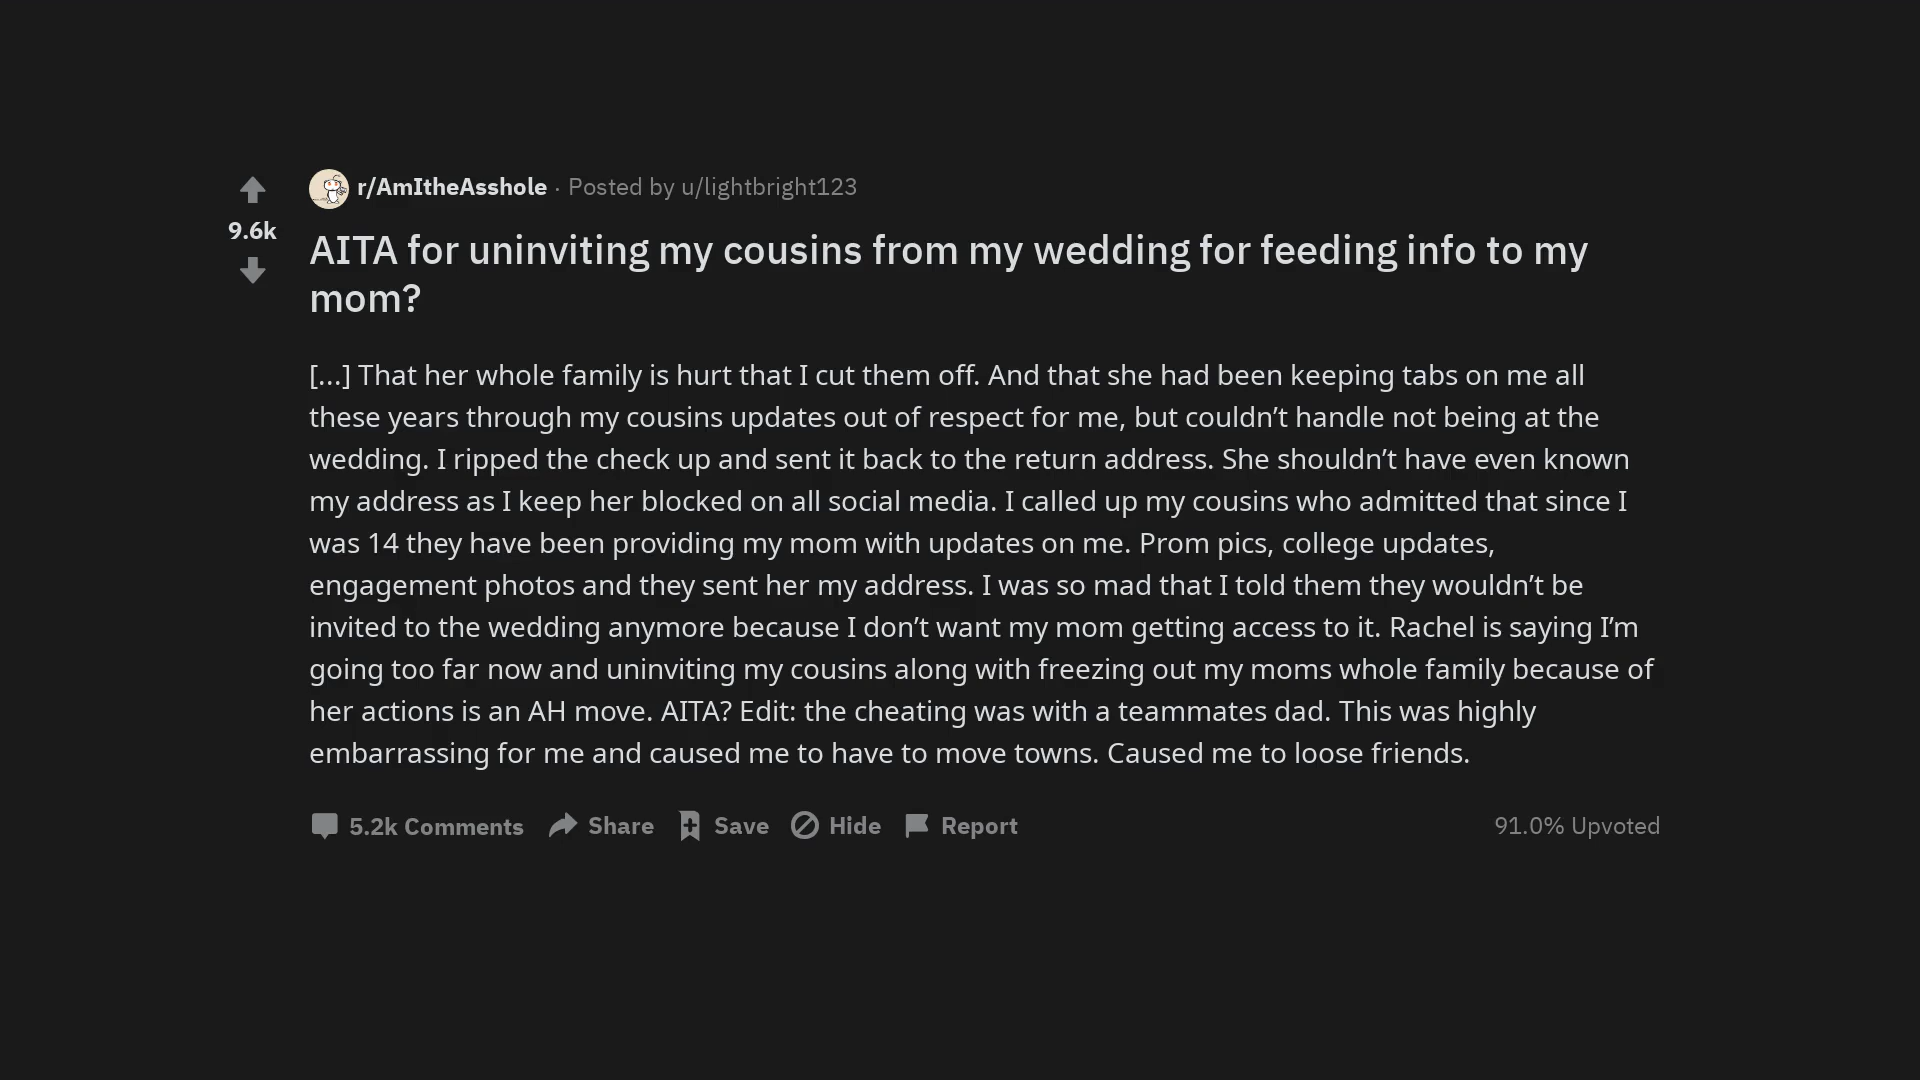 r/AmItheAsshole · Posted by u/lightbright123
9.6k
AITA for uninviting my cousins from my wedding for feeding info to my
mom?
[...] That her whole family is hurt that I cut them off. And that she had been keeping tabs on me all
these years through my cousins updates out of respect for me, but couldn’t handle not being at the
wedding. I ripped the check up and sent it back to the return address. She shouldn’t have even known
my address as I keep her blocked on all social media. I called up my cousins who admitted that since I
was 14 they have been providing my mom with updates on me. Prom pics, college updates,
engagement photos and they sent her my address. I was so mad that I told them they wouldn’t be
invited to the wedding anymore because I don’t want my mom getting access to it. Rachel is saying I’m
going too far now and uninviting my cousins along with freezing out my moms whole family because of
her actions is an AH move. AITA? Edit: the cheating was with a teammates dad. This was highly
embarrassing for me and caused me to have to move towns. Caused me to loose friends.
5.2k Comments Share Save Hide Report 91.0% Upvoted